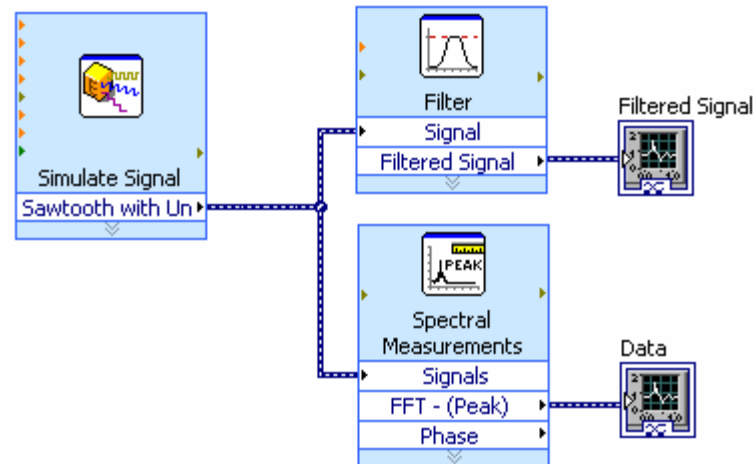 Simulate Signal
Sawtooth with Un
Filter
Signal
Filtered Signal
Filtered Signal
PEAK
Spectral
Measurements
Signals
FFT - (Peak)
Phase
Data